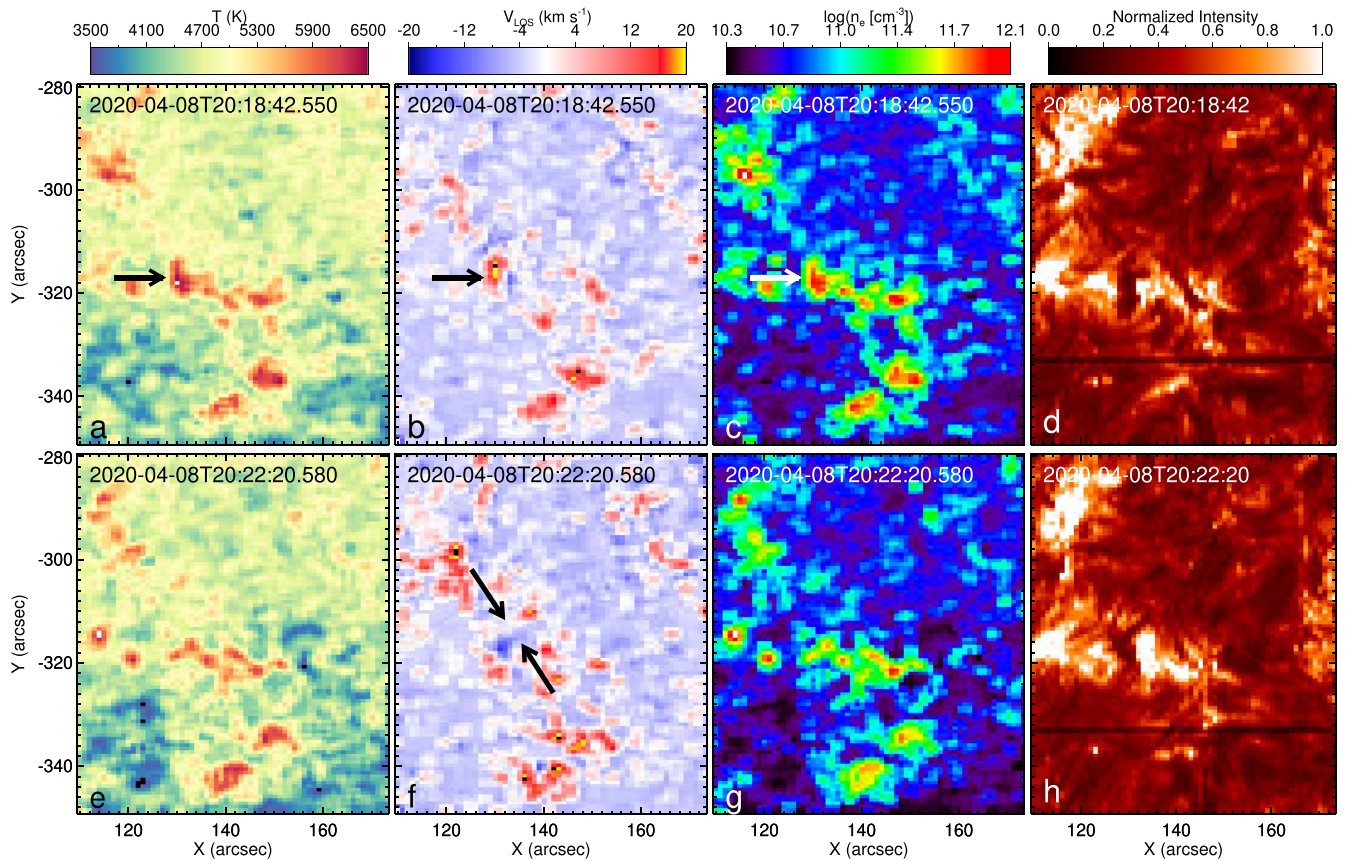 T (K)
3500 4100 4700 5300 5900 6500
V_LOS (km s⁻¹)
-20 -12 -4 4 12 20
log(n_e [cm⁻³])
10.3 10.7 11.0 11.4 11.7 12.1
Normalized Intensity
0.0 0.2 0.4 0.6 0.8 1.0
2020-04-08T20:18:42.550
2020-04-08T20:18:42.550
2020-04-08T20:18:42.550
2020-04-08T20:18:42
-280
-300
-320
-340
Y (arcsec)
a
b
c
d
2020-04-08T20:22:20.580
2020-04-08T20:22:20.580
2020-04-08T20:22:20.580
2020-04-08T20:22:20
-280
-300
-320
-340
Y (arcsec)
e
f
g
h
120 140 160
120 140 160
120 140 160
120 140 160
X (arcsec)
X (arcsec)
X (arcsec)
X (arcsec)